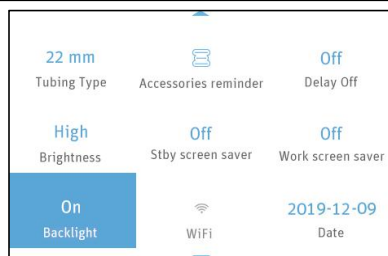 22 mm
Off
Tubing Type
Accessories reminder
Delay Off
High
Off
Off
Brightness
Stby screen saver
Work screen saver
On
2019-12-09
Backlight
WiFi
Date